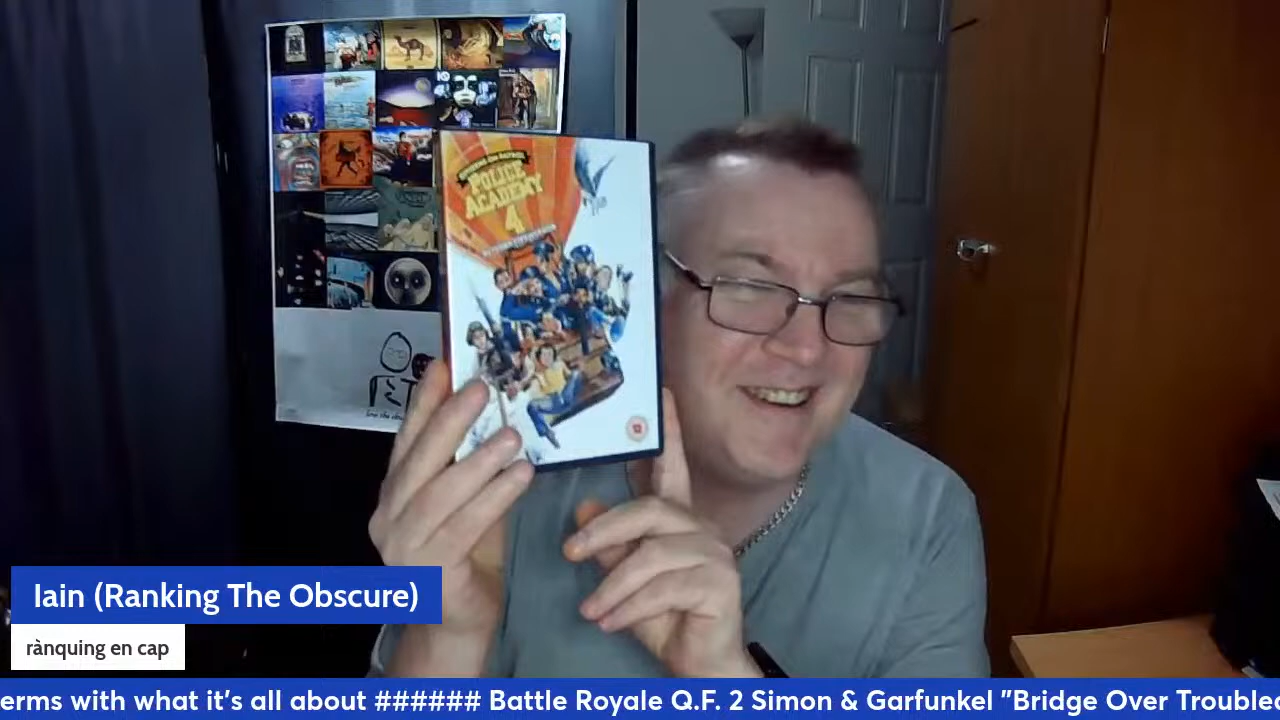 POLICE
ACADEMY
4
12
Iain (Ranking The Obscure)
rànquing en cap
erms with what it's all about ###### Battle Royale Q.F. 2 Simon & Garfunkel "Bridge Over Troubled